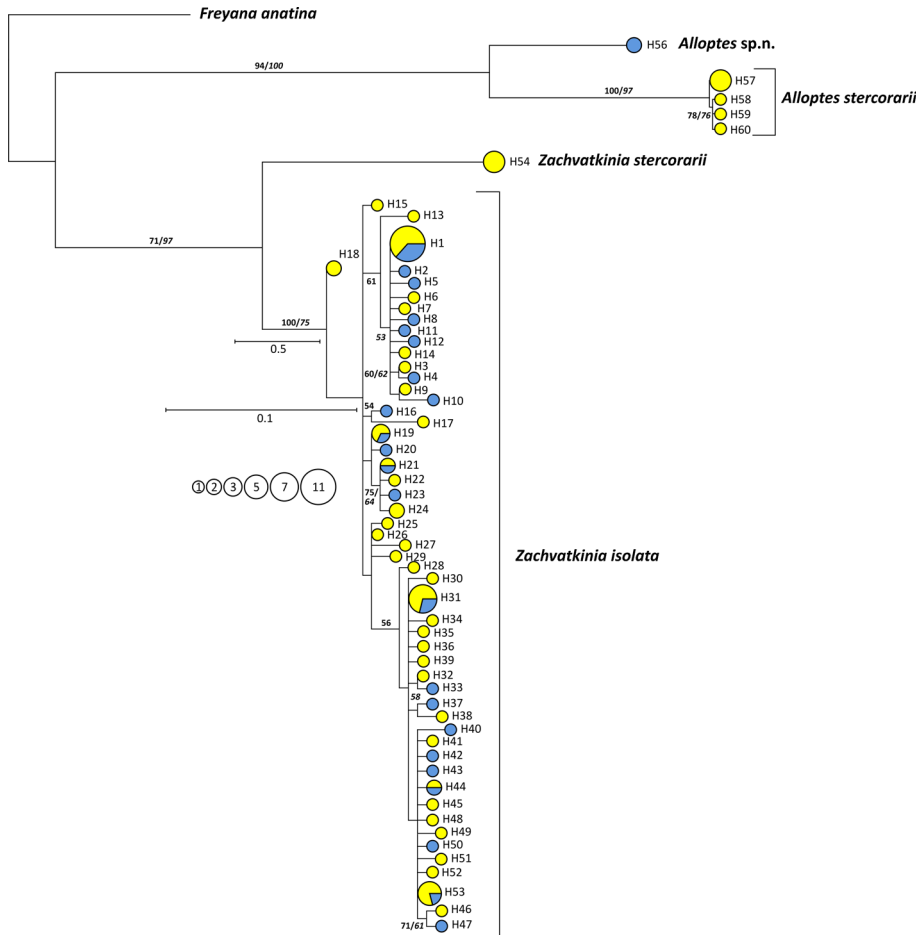 Freyana anatina
H56
Alloptes sp.n.
94/100
H57
100/97
H58
Alloptes stercorarii
78/76
H59
H60
H54
Zachvatkinia stercorarii
H15
H13
71/97
H1
H18
H2
61
H5
H6
H7
100/75
H8
53
H11
H12
0.5
H14
H3
60/62
H4
H9
H10
54
H16
0.1
H17
H19
H20
H21
1
2
3
5
7
11
H22
75/
64
H23
H24
H25
H26
H27
H29
H28
Zachvatkinia isolata
H30
H31
H34
56
H35
H36
H39
H32
H33
58
H37
H38
H40
H41
H42
H43
H44
H45
H48
H49
H50
H51
H52
H53
H46
71/61
H47